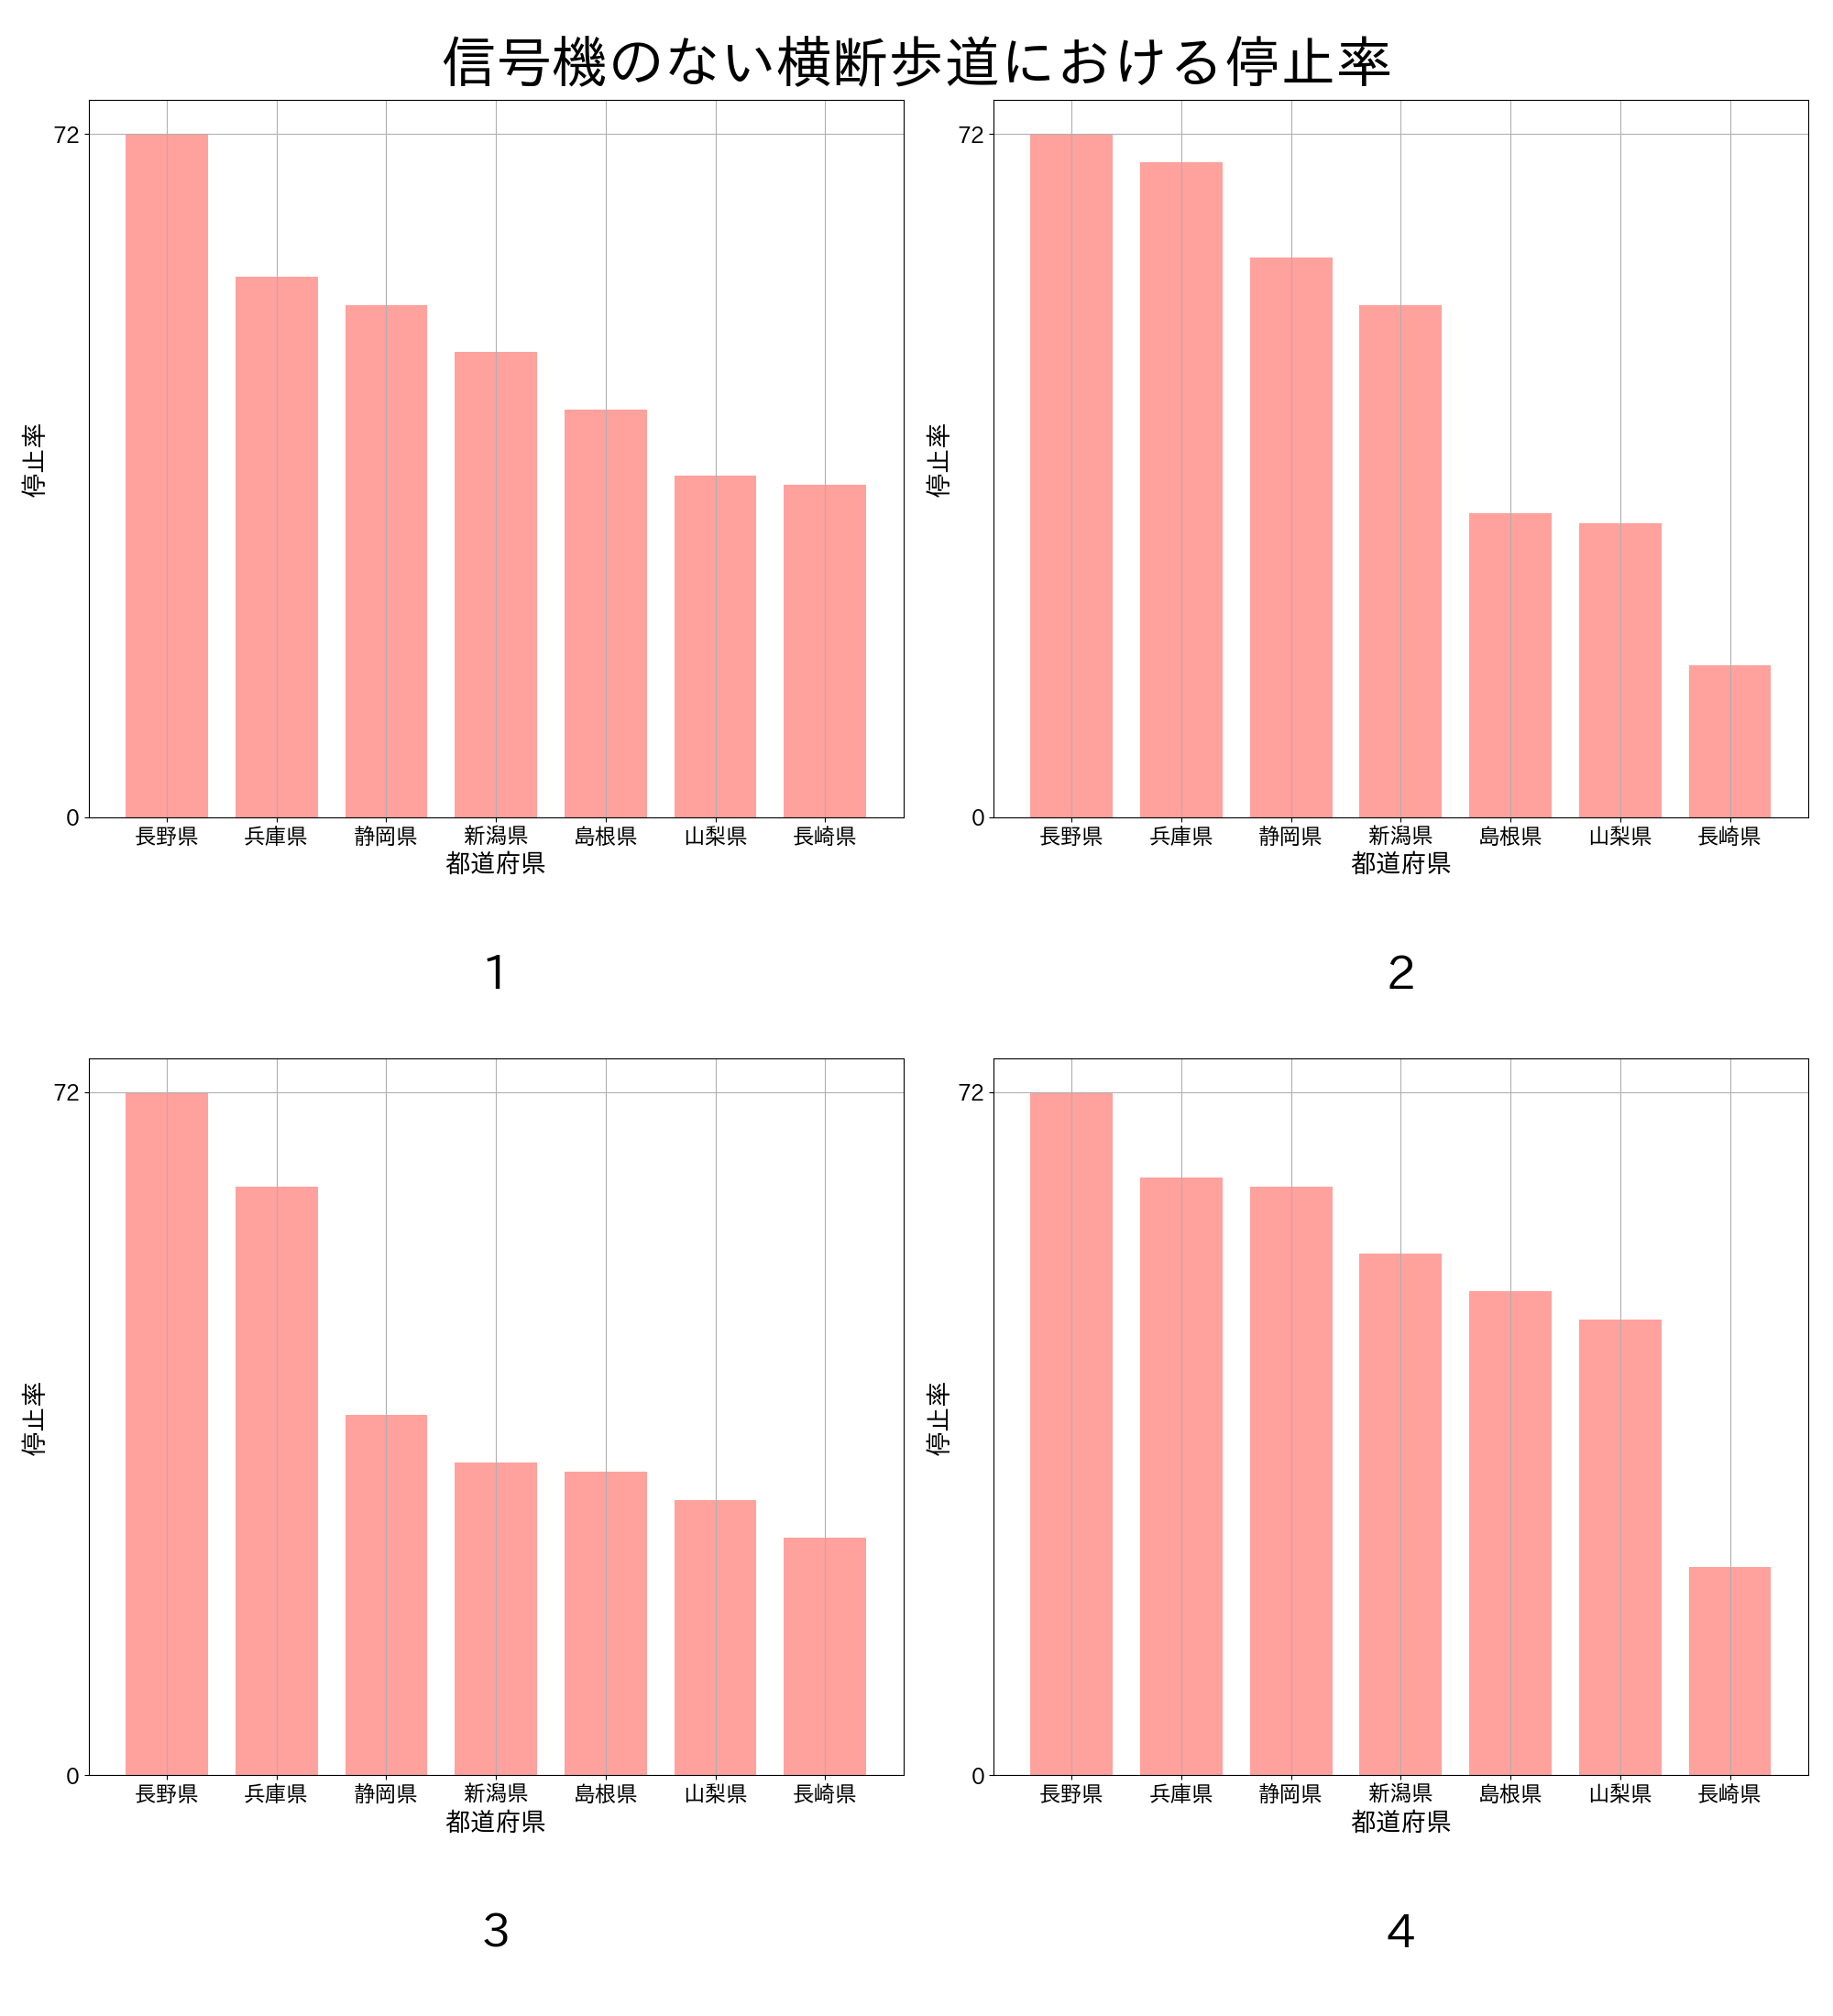 信号機のない横断歩道における停止率
72
0
停止率
長野県 兵庫県 静岡県 新潟県 島根県 山梨県 長崎県
都道府県
1
72
0
停止率
長野県 兵庫県 静岡県 新潟県 島根県 山梨県 長崎県
都道府県
2
72
0
停止率
長野県 兵庫県 静岡県 新潟県 島根県 山梨県 長崎県
都道府県
3
72
0
停止率
長野県 兵庫県 静岡県 新潟県 島根県 山梨県 長崎県
都道府県
4